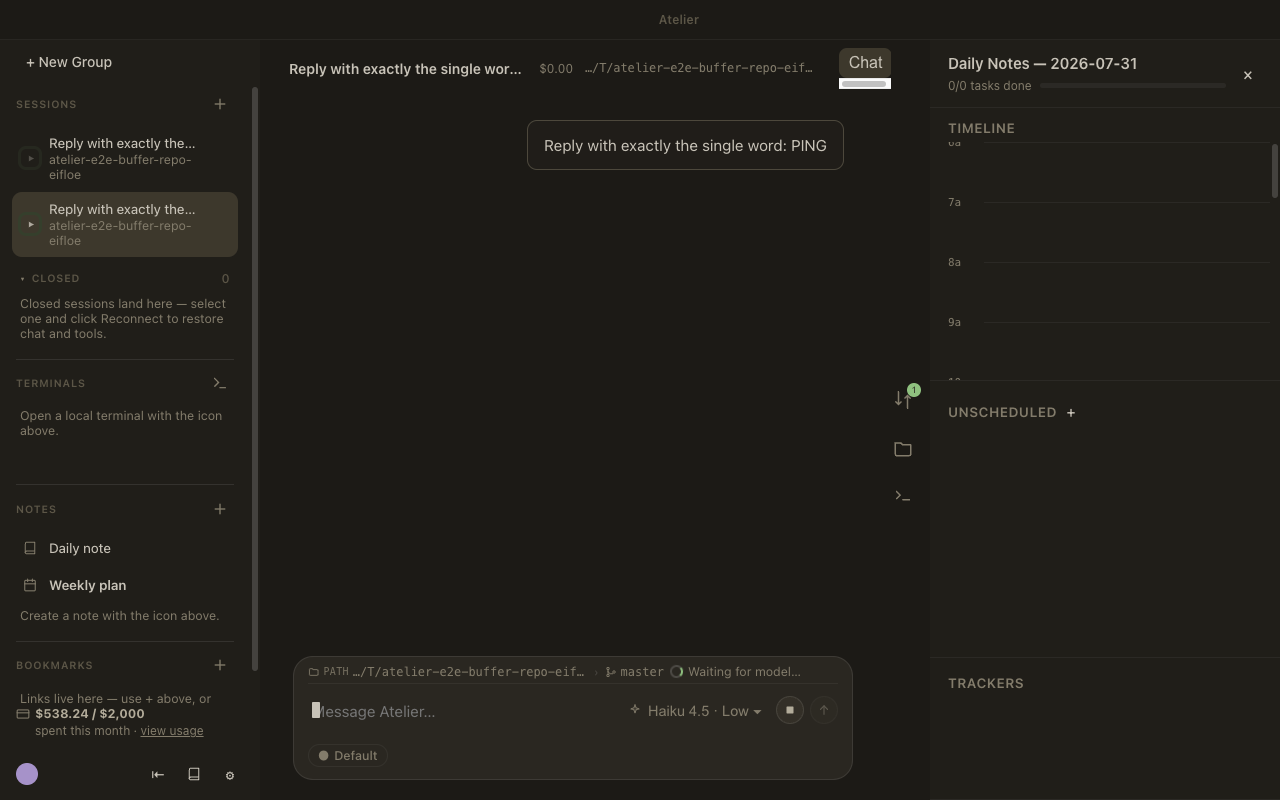 Atelier
+ New Group
SESSIONS
Reply with exactly the...
atelier-e2e-buffer-repo-
eifloe
Reply with exactly the...
atelier-e2e-buffer-repo-
eifloe
CLOSED 0
Closed sessions land here — select
one and click Reconnect to restore
chat and tools.
TERMINALS
Open a local terminal with the icon
above.
NOTES
Daily note
Weekly plan
Create a note with the icon above.
BOOKMARKS
Links live here — use + above, or
$538.24 / $2,000
spent this month · view usage
Reply with exactly the single wor... $0.00 …/T/atelier-e2e-buffer-repo-eif… Chat
Reply with exactly the single word: PING
1
PATH …/T/atelier-e2e-buffer-repo-eif… › master Waiting for model...
Message Atelier...
Haiku 4.5 · Low
Default
Daily Notes — 2026-07-31
0/0 tasks done
TIMELINE
6a
7a
8a
9a
UNSCHEDULED +
TRACKERS